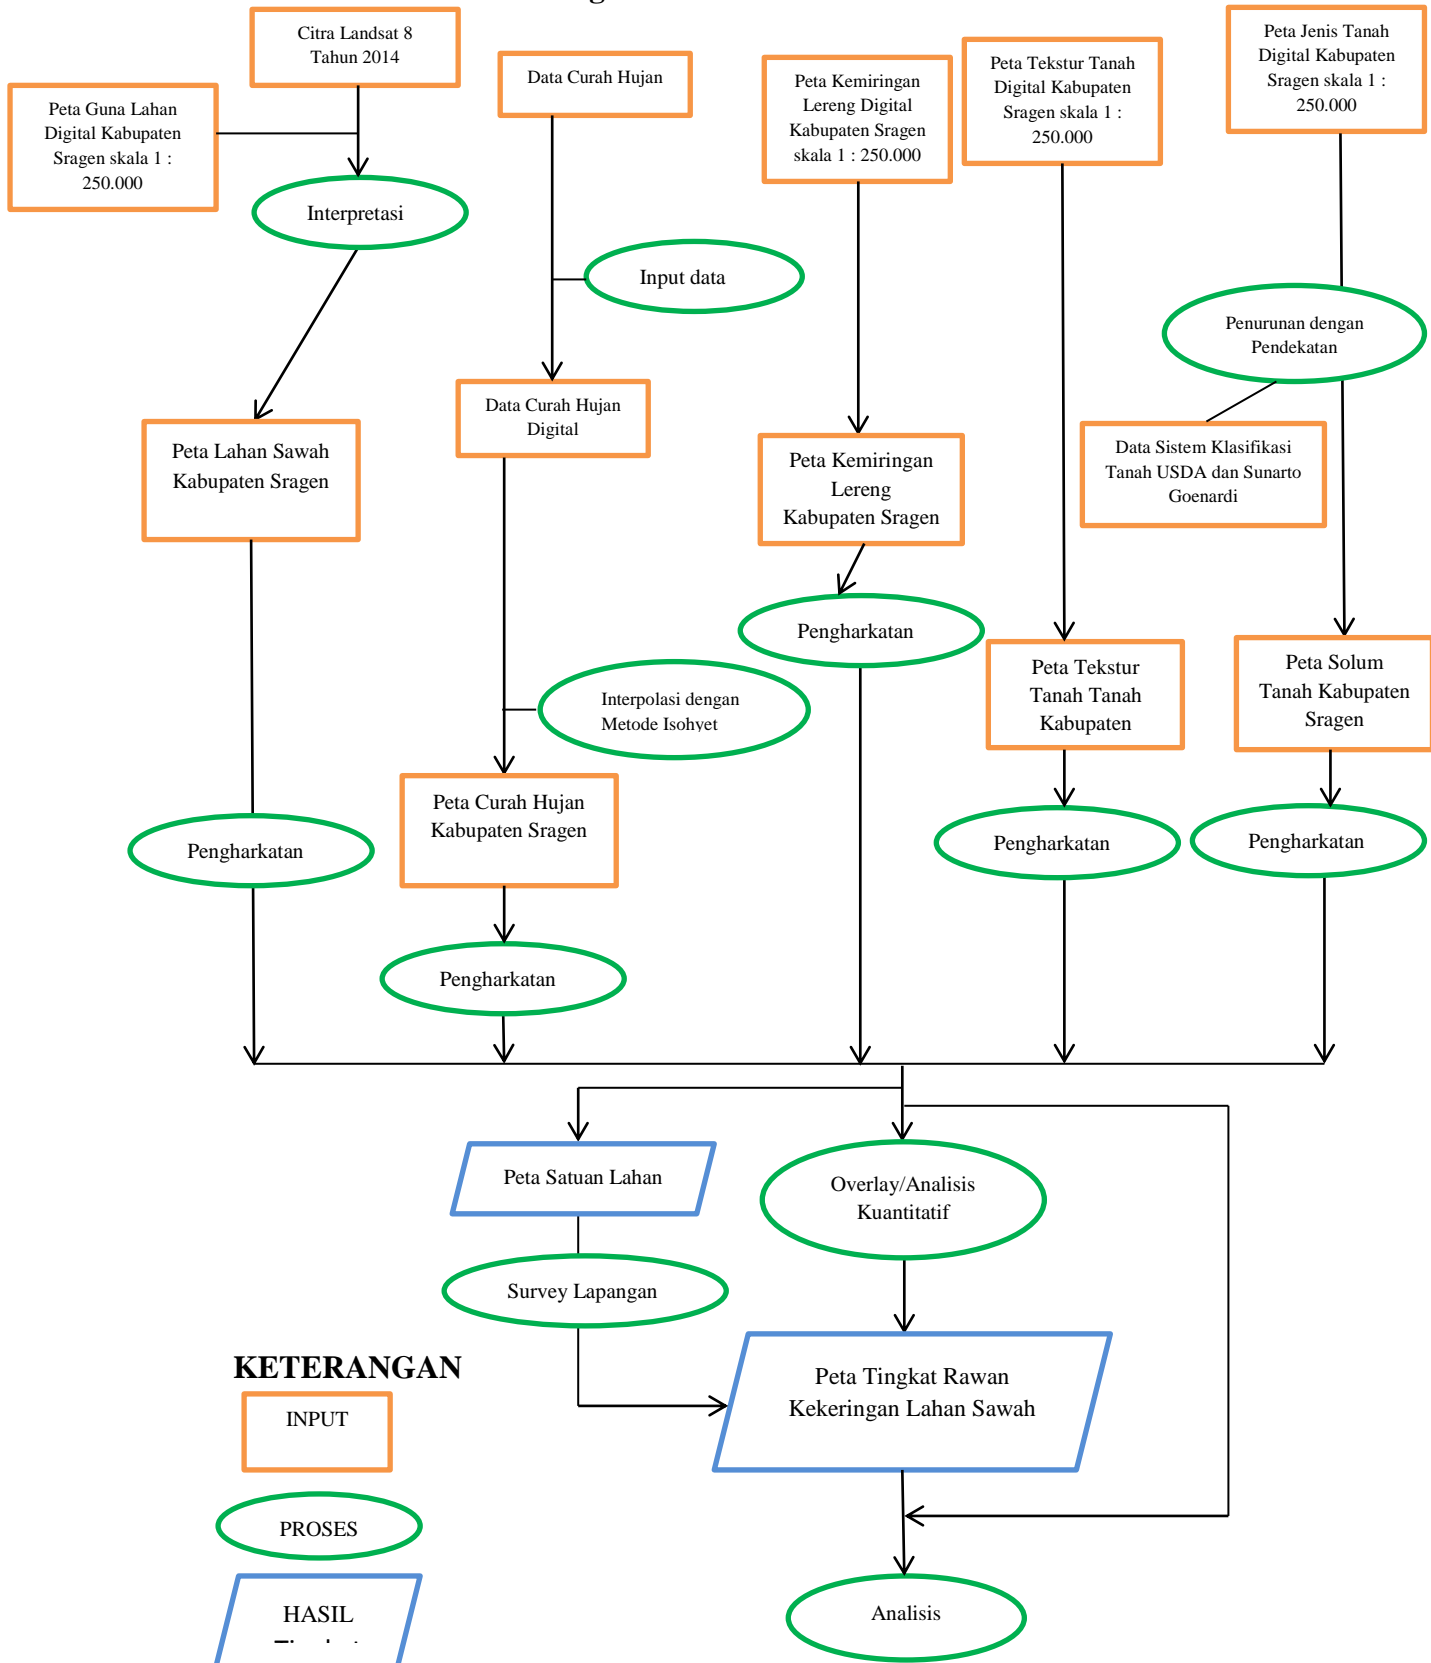 Citra Landsat 8
Tahun 2014
Peta Guna Lahan
Digital Kabupaten
Sragen skala 1 :
250.000
Data Curah Hujan
Peta Kemiringan
Lereng Digital
Kabupaten Sragen
skala 1 : 250.000
Peta Tekstur Tanah
Digital Kabupaten
Sragen skala 1 :
250.000
Peta Jenis Tanah
Digital Kabupaten
Sragen skala 1 :
250.000
Interpretasi
Input data
Penurunan dengan
Pendekatan
Data Curah Hujan
Digital
Peta Lahan Sawah
Kabupaten Sragen
Peta Kemiringan
Lereng
Kabupaten Sragen
Data Sistem Klasifikasi
Tanah USDA dan Sunarto
Goenardi
Pengharkatan
Peta Tekstur
Tanah Tanah
Kabupaten
Peta Solum
Tanah Kabupaten
Sragen
Interpolasi dengan
Metode Isohyet
Peta Curah Hujan
Kabupaten Sragen
Pengharkatan
Pengharkatan
Pengharkatan
Pengharkatan
Peta Satuan Lahan
Overlay/Analisis
Kuantitatif
Survey Lapangan
Peta Tingkat Rawan
Kekeringan Lahan Sawah
Analisis
KETERANGAN
INPUT
PROSES
HASIL